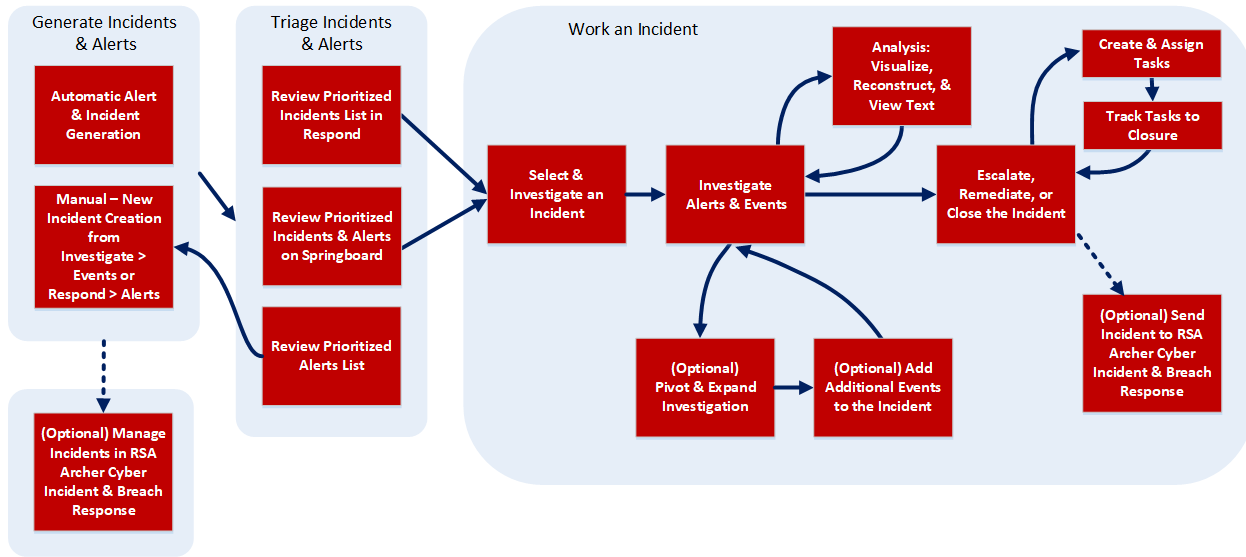 Generate Incidents
& Alerts
Automatic Alert
& Incident
Generation
Manual – New
Incident Creation
from
Investigate >
Events or
Respond > Alerts
(Optional) Manage
Incidents in RSA
Archer Cyber
Incident & Breach
Response
Triage Incidents
& Alerts
Review Prioritized
Incidents List in
Respond
Review Prioritized
Incidents & Alerts
on Springboard
Review Prioritized
Alerts List
Work an Incident
Select &
Investigate an
Incident
Investigate
Alerts & Events
Analysis:
Visualize,
Reconstruct, &
View Text
(Optional)
Pivot & Expand
Investigation
(Optional) Add
Additional Events
to the Incident
Escalate,
Remediate, or
Close the Incident
Create & Assign
Tasks
Track Tasks to
Closure
(Optional) Send
Incident to RSA
Archer Cyber
Incident & Breach
Response